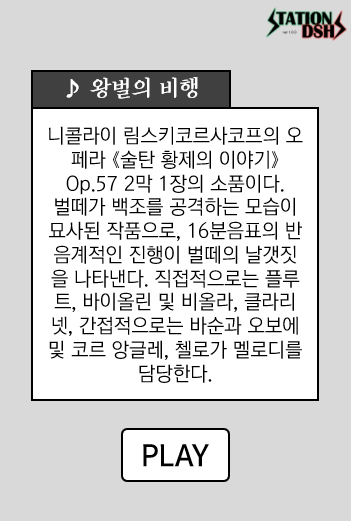 STATION
ver 1.0.0 DSH
♪ 왕벌의 비행
니콜라이 림스키코르사코프의 오
페라 《술탄 황제의 이야기》
Op.57 2막 1장의 소품이다.
벌떼가 백조를 공격하는 모습이
묘사된 작품으로, 16분음표의 반
음계적인 진행이 벌떼의 날갯짓
을 나타낸다. 직접적으로는 플루
트, 바이올린 및 비올라, 클라리
넷, 간접적으로는 바순과 오보에
및 코르 앙글레, 첼로가 멜로디를
담당한다.
PLAY